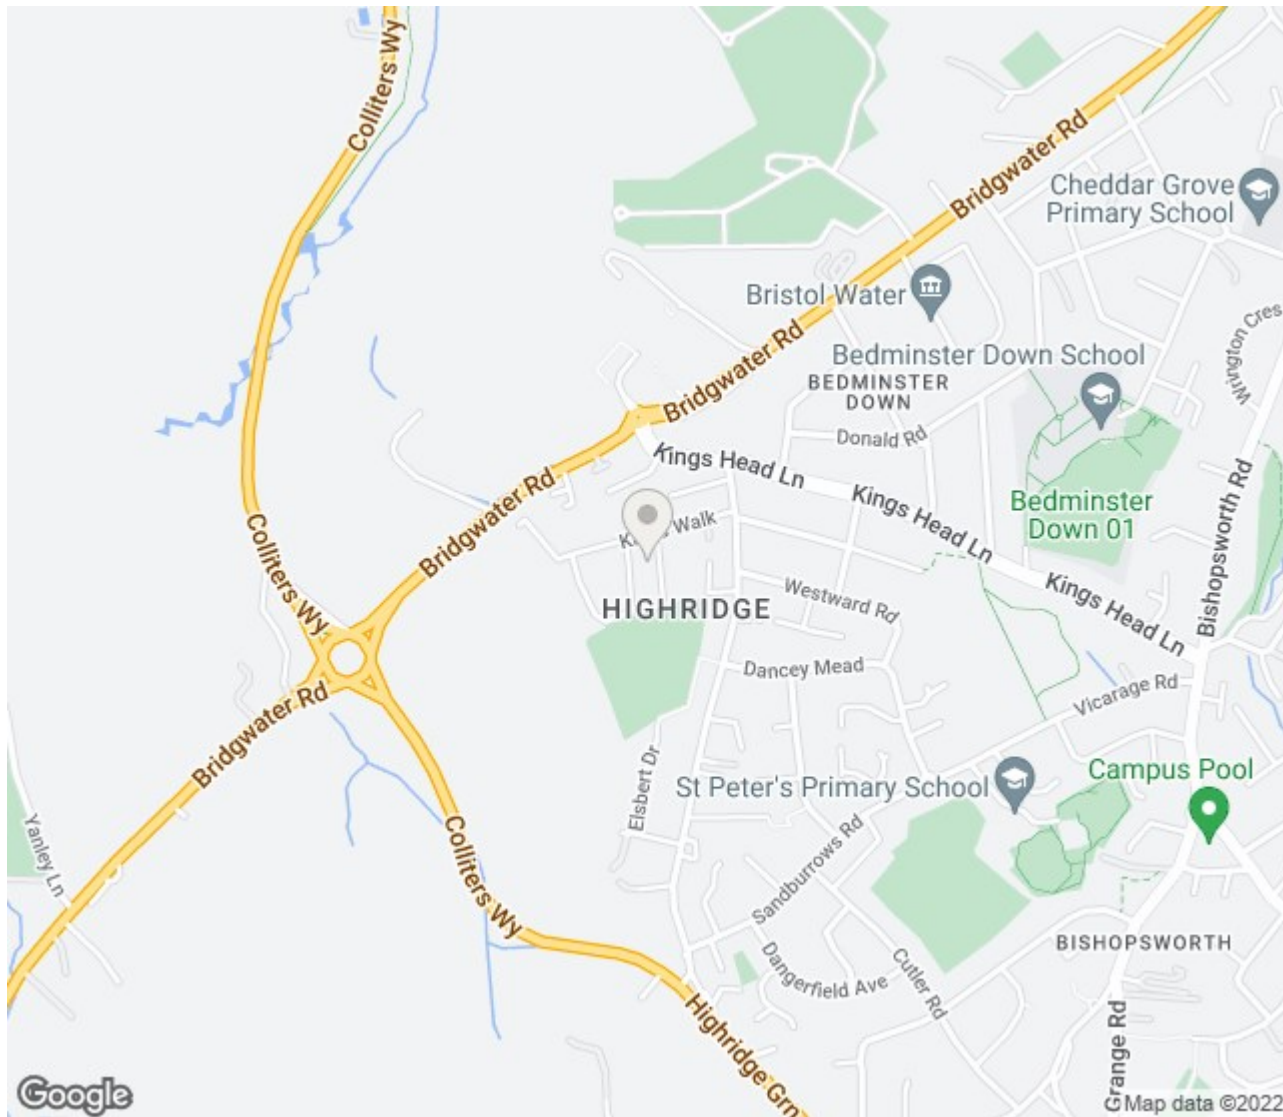 Colliters Wy
Bridgwater Rd
Cheddar Grove
Primary School
Bristol Water
Wrington Cres
Bridgwater Rd
Bedminster Down School
BEDMINSTER
DOWN
Donald Rd
Kings Head Ln
Bridgwater Rd
Kings Head Ln
Bedminster
Down 01
Bishopsworth Rd
Walk
Colliters Wy
Westward Rd
Kings Head Ln
HIGHRIDGE
Dancey Mead
Vicarage Rd
Bridgwater Rd
Elsbert Dr
St Peter's Primary School
Campus Pool
Yanley Ln
Colliters Wy
Sandburrows Rd
BISHOPSWORTH
Dangerfield Ave
Cutler Rd
Highridge Grn
Grange Rd
Google
Map data ©2022